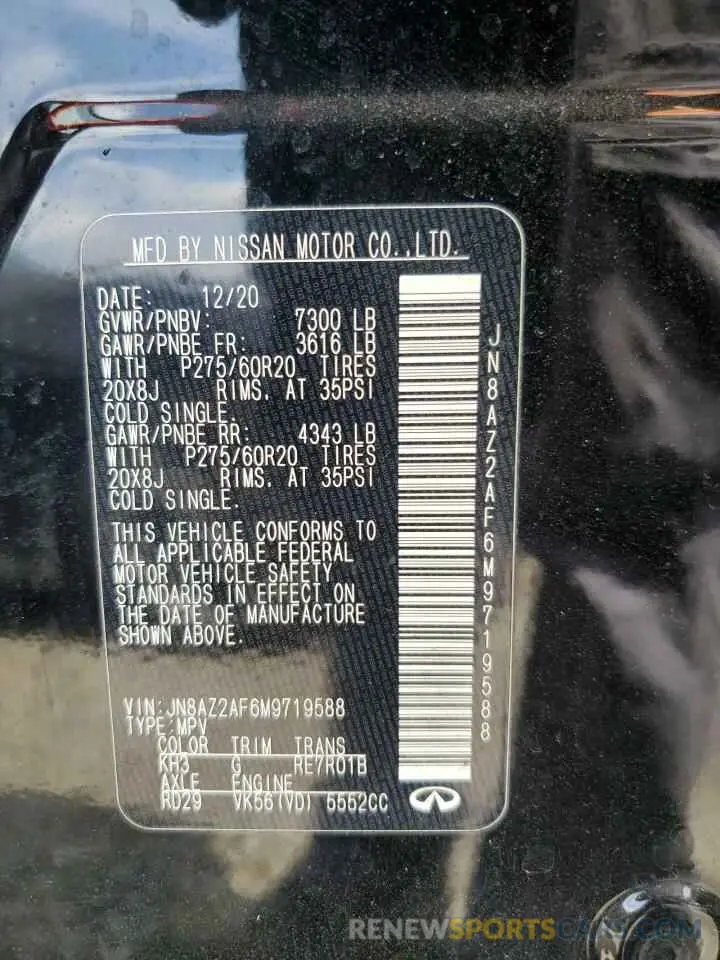 MFD BY NISSAN MOTOR CO.,LTD.
DATE: 12/20
GVWR/PNBV: 7300 LB
GAWR/PNBE FR: 3616 LB
WITH P275/60R20 TIRES
20X8J RIMS. AT 35PSI
COLD SINGLE.
GAWR/PNBE RR: 4343 LB
WITH P275/60R20 TIRES
20X8J RIMS. AT 35PSI
COLD SINGLE.
THIS VEHICLE CONFORMS TO
ALL APPLICABLE FEDERAL
MOTOR VEHICLE SAFETY
STANDARDS IN EFFECT ON
THE DATE OF MANUFACTURE
SHOWN ABOVE.
VIN:JN8AZ2AF6M9719588
TYPE:MPV
COLOR TRIM TRANS
KH3 G RE7R01B
AXLE ENGINE
RD29 VK56(VD) 5552CC
JN8AZ2AF6M9719588
RENEWSPORTSCARS.COM